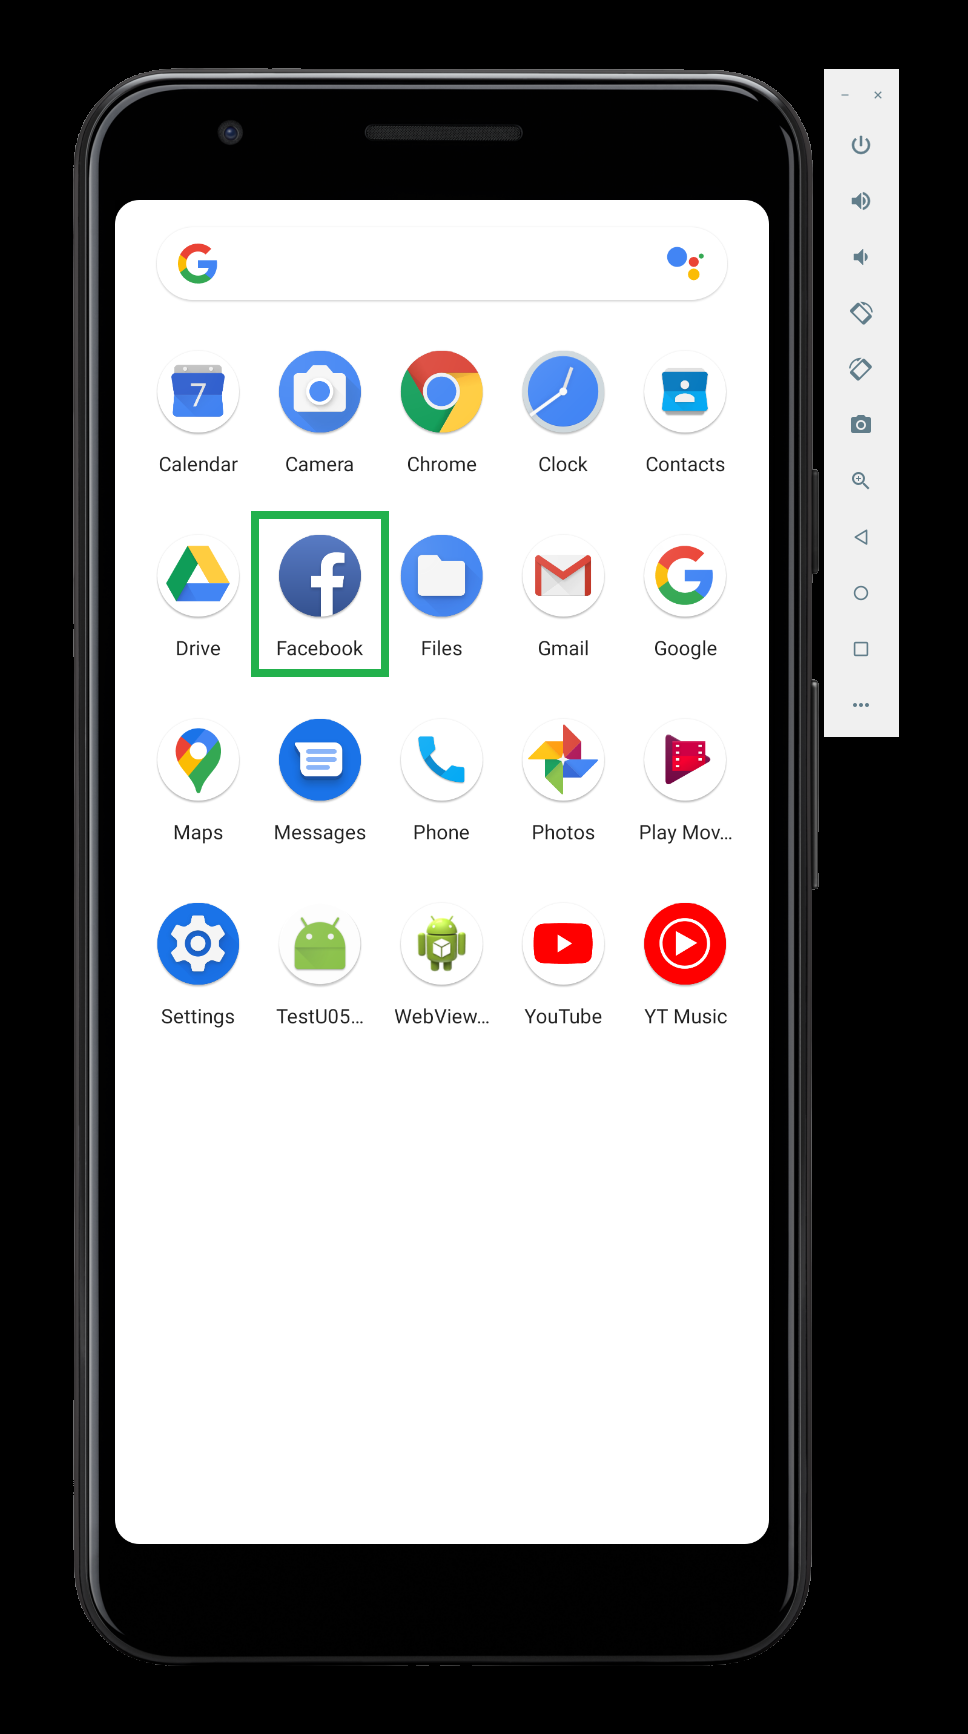 7
Calendar Camera Chrome Clock Contacts
Drive Facebook Files Gmail Google
Maps Messages Phone Photos Play Mov...
Settings TestU05... WebView... YouTube YT Music